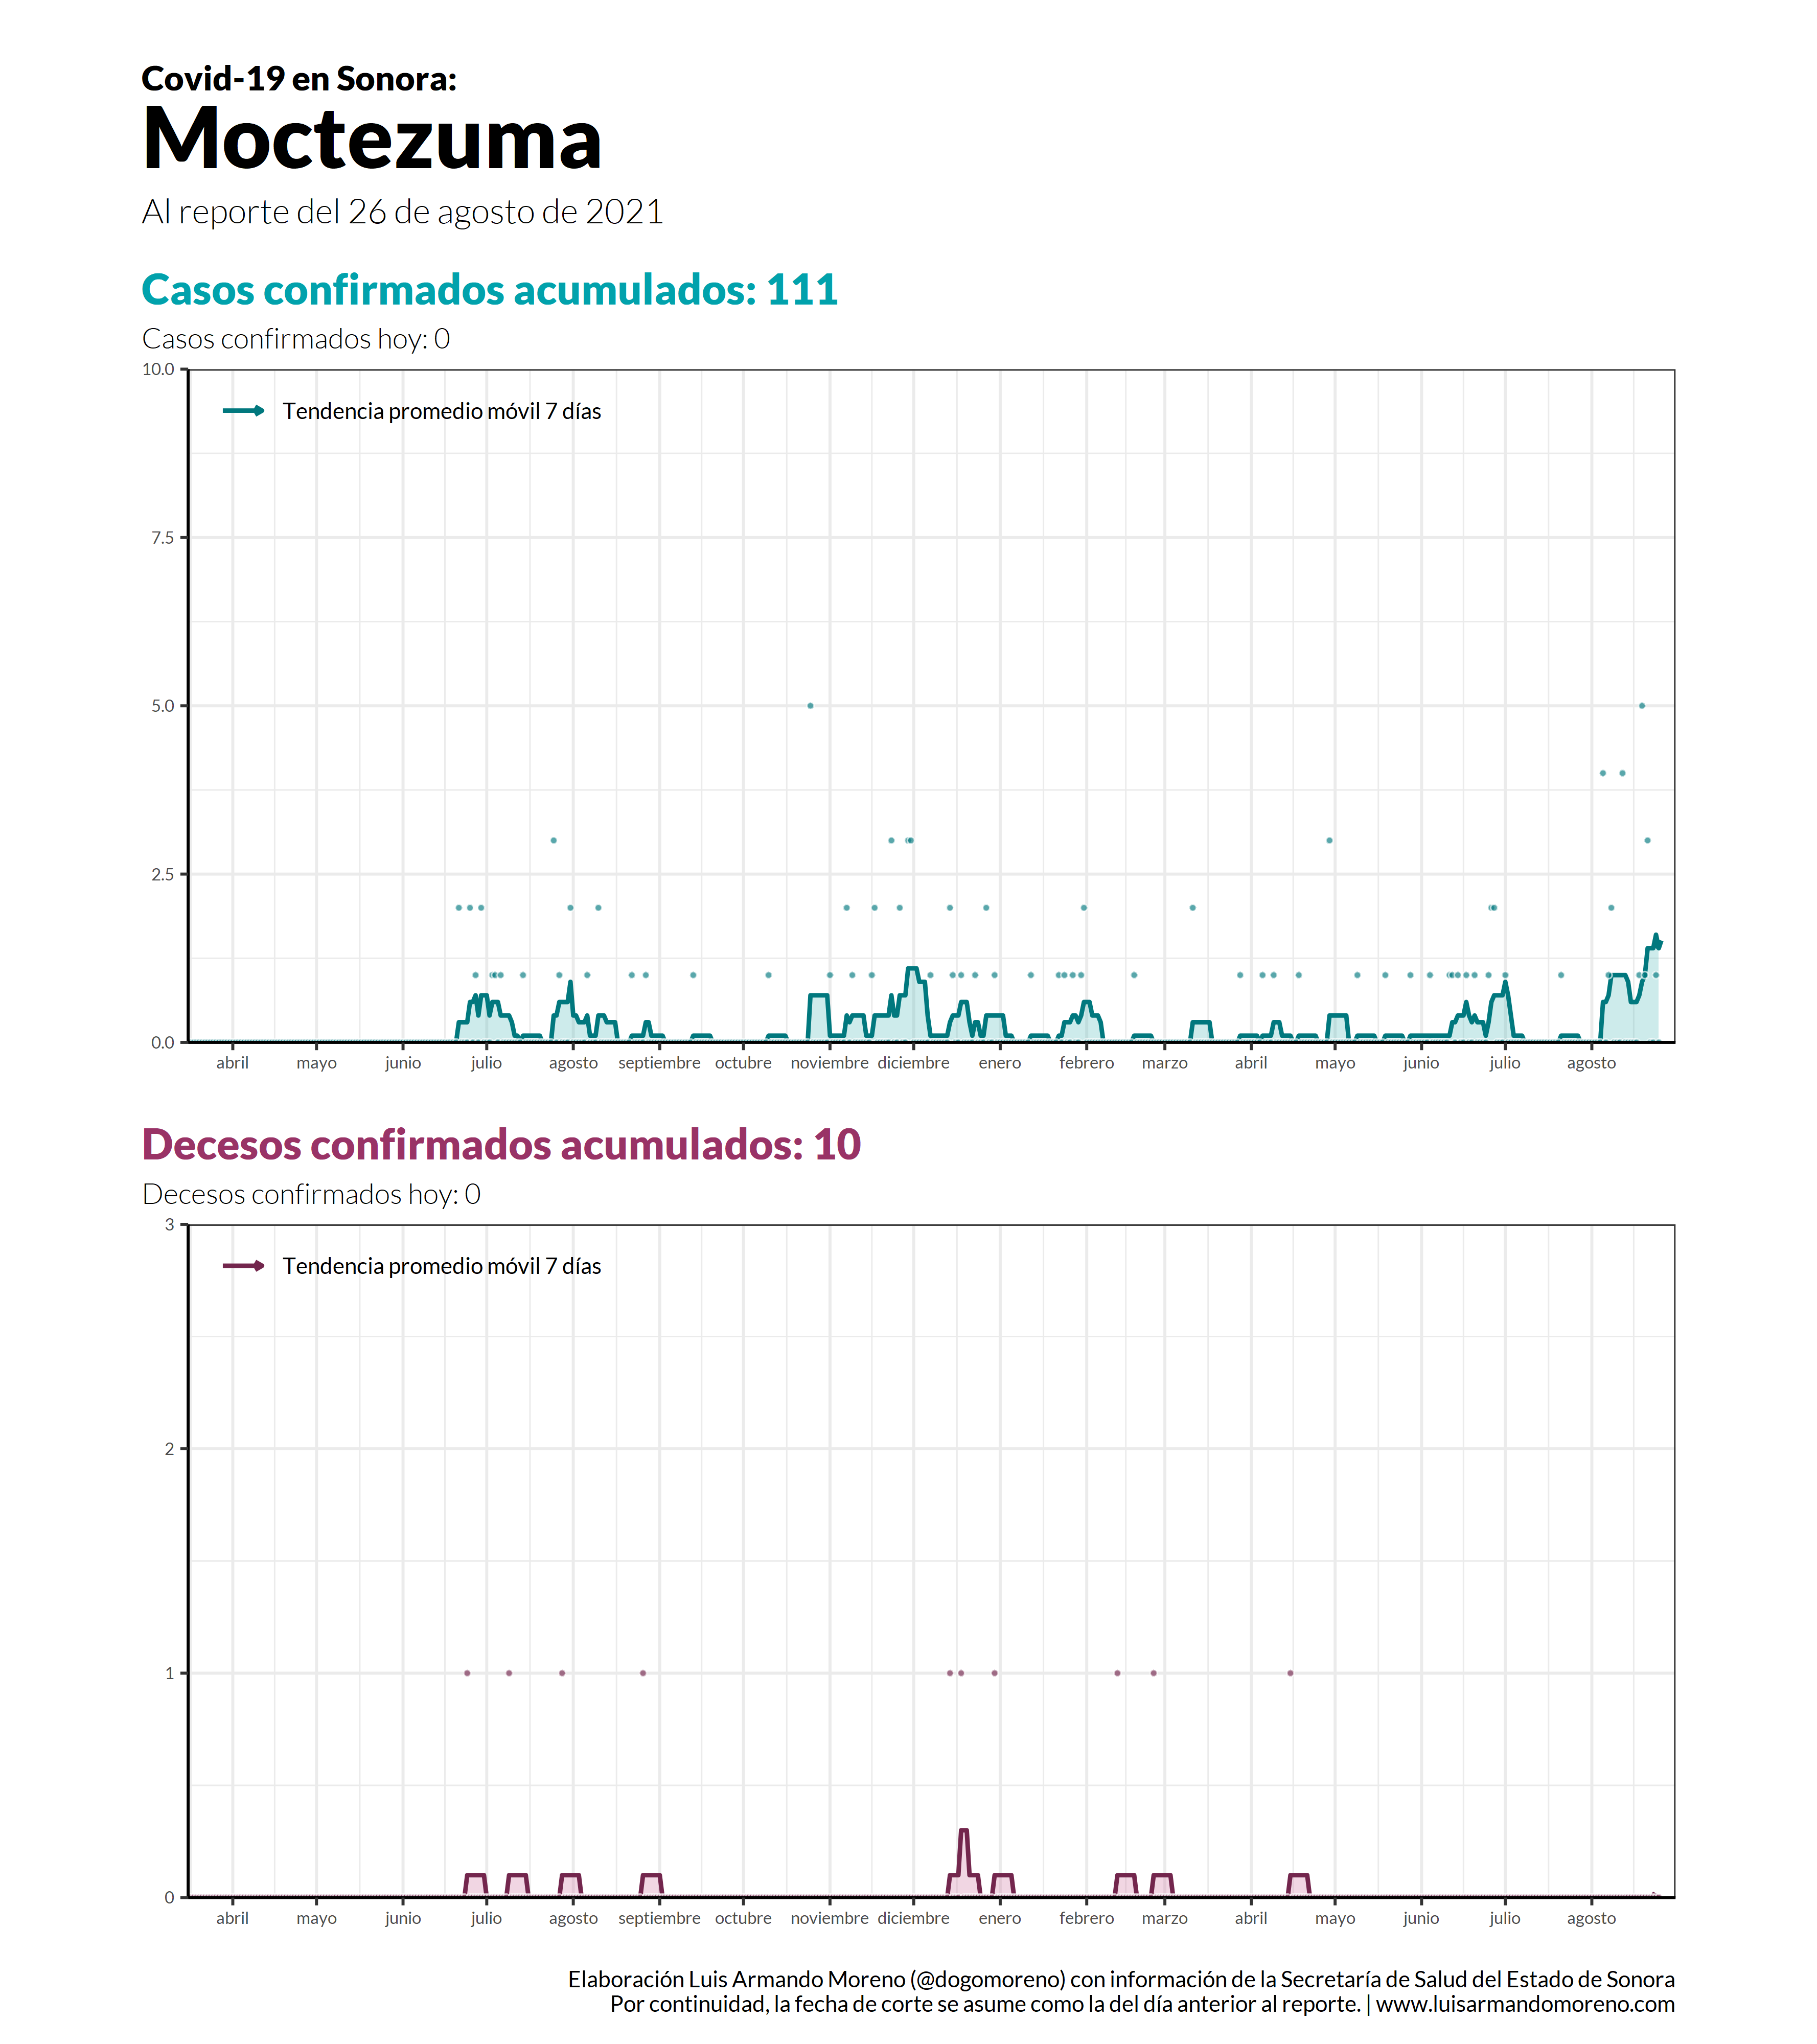 Covid-19 en Sonora:
Moctezuma
Al reporte del 26 de agosto de 2021
Casos confirmados acumulados: 111
Casos confirmados hoy: 0
10.0
Tendencia promedio móvil 7 días
7.5
5.0
2.5
0.0
abril mayo junio julio agosto septiembre octubre noviembre diciembre enero febrero marzo abril mayo junio julio agosto
Decesos confirmados acumulados: 10
Decesos confirmados hoy: 0
3
Tendencia promedio móvil 7 días
2
1
0
abril mayo junio julio agosto septiembre octubre noviembre diciembre enero febrero marzo abril mayo junio julio agosto
Elaboración Luis Armando Moreno (@dogomoreno) con información de la Secretaría de Salud del Estado de Sonora
Por continuidad, la fecha de corte se asume como la del día anterior al reporte. | www.luisarmandomoreno.com